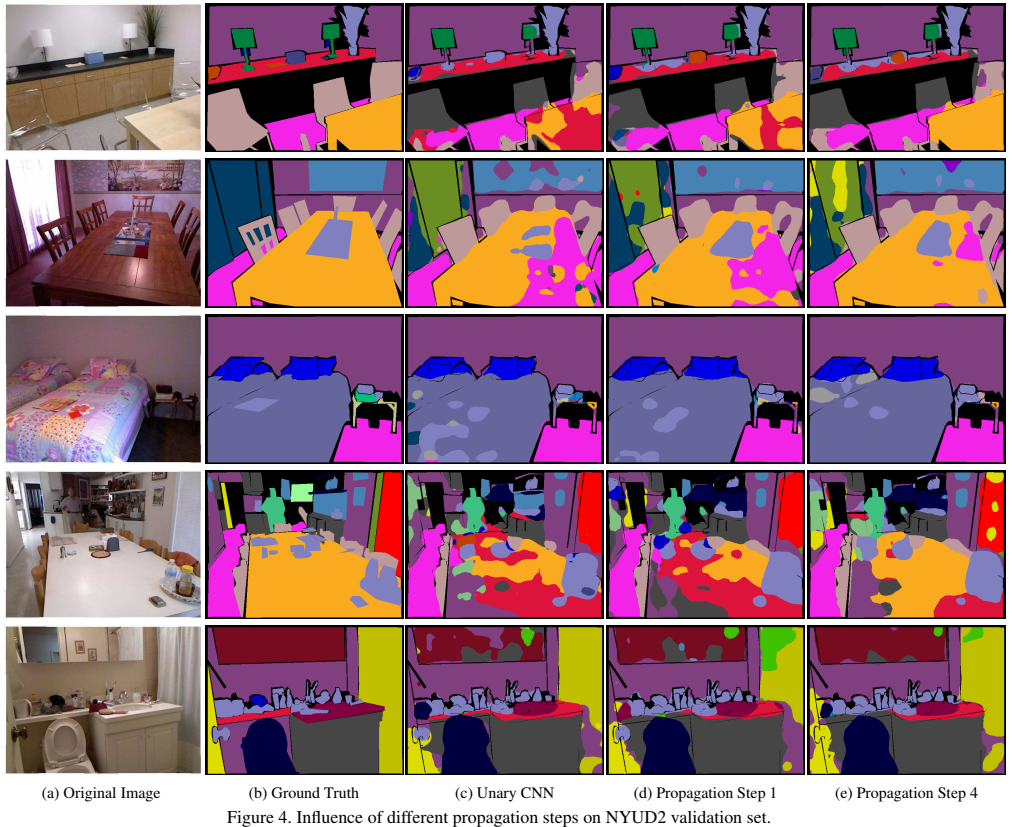 (a) Original Image
(b) Ground Truth
(c) Unary CNN
(d) Propagation Step 1
(e) Propagation Step 4
Figure 4. Influence of different propagation steps on NYUD2 validation set.